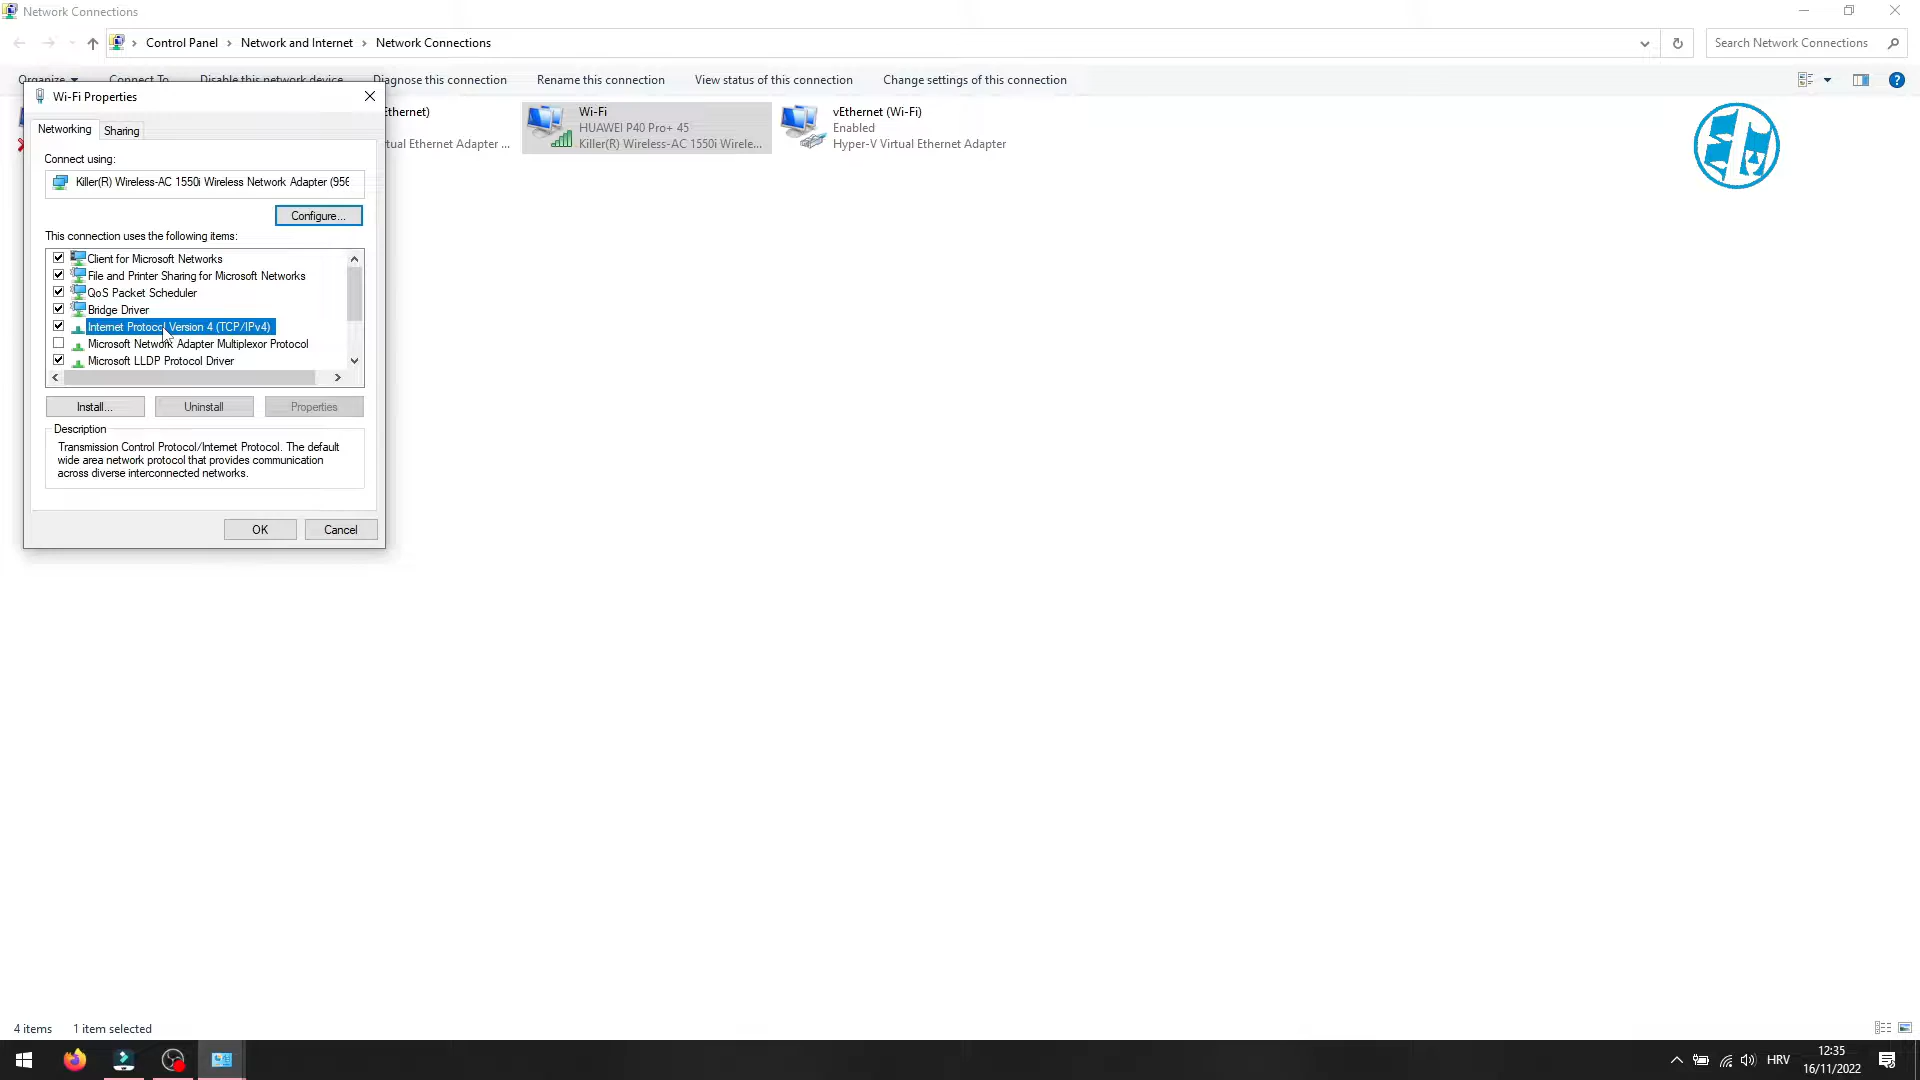 Network Connections
Control Panel > Network and Internet > Network Connections
Search Network Connections
Organize Connect To Disable this network device Diagnose this connection Rename this connection View status of this connection Change settings of this connection
Wi-Fi Properties
Networking Sharing
Connect using:
Killer(R) Wireless-AC 1550i Wireless Network Adapter (956
Configure...
This connection uses the following items:
Client for Microsoft Networks
File and Printer Sharing for Microsoft Networks
QoS Packet Scheduler
Bridge Driver
Internet Protocol Version 4 (TCP/IPv4)
Microsoft Network Adapter Multiplexor Protocol
Microsoft LLDP Protocol Driver
Install... Uninstall Properties
Description
Transmission Control Protocol/Internet Protocol. The default
wide area network protocol that provides communication
across diverse interconnected networks.
OK Cancel
Ethernet)
tual Ethernet Adapter ...
Wi-Fi
HUAWEI P40 Pro+ 45
Killer(R) Wireless-AC 1550i Wirele...
vEthernet (Wi-Fi)
Enabled
Hyper-V Virtual Ethernet Adapter
4 items 1 item selected
HRV
12:35
16/11/2022